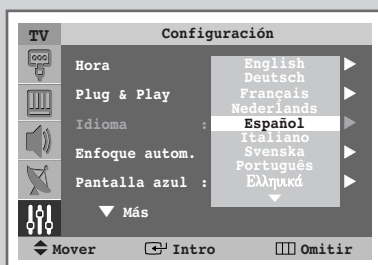 TV
Configuración
Hora
Plug & Play
Idioma :
Enfoque autom.
Pantalla azul :
Más
English
Deutsch
Français
Nederlands
Español
Italiano
Svenska
Português
Ελληυικά
Mover
Intro
Omitir